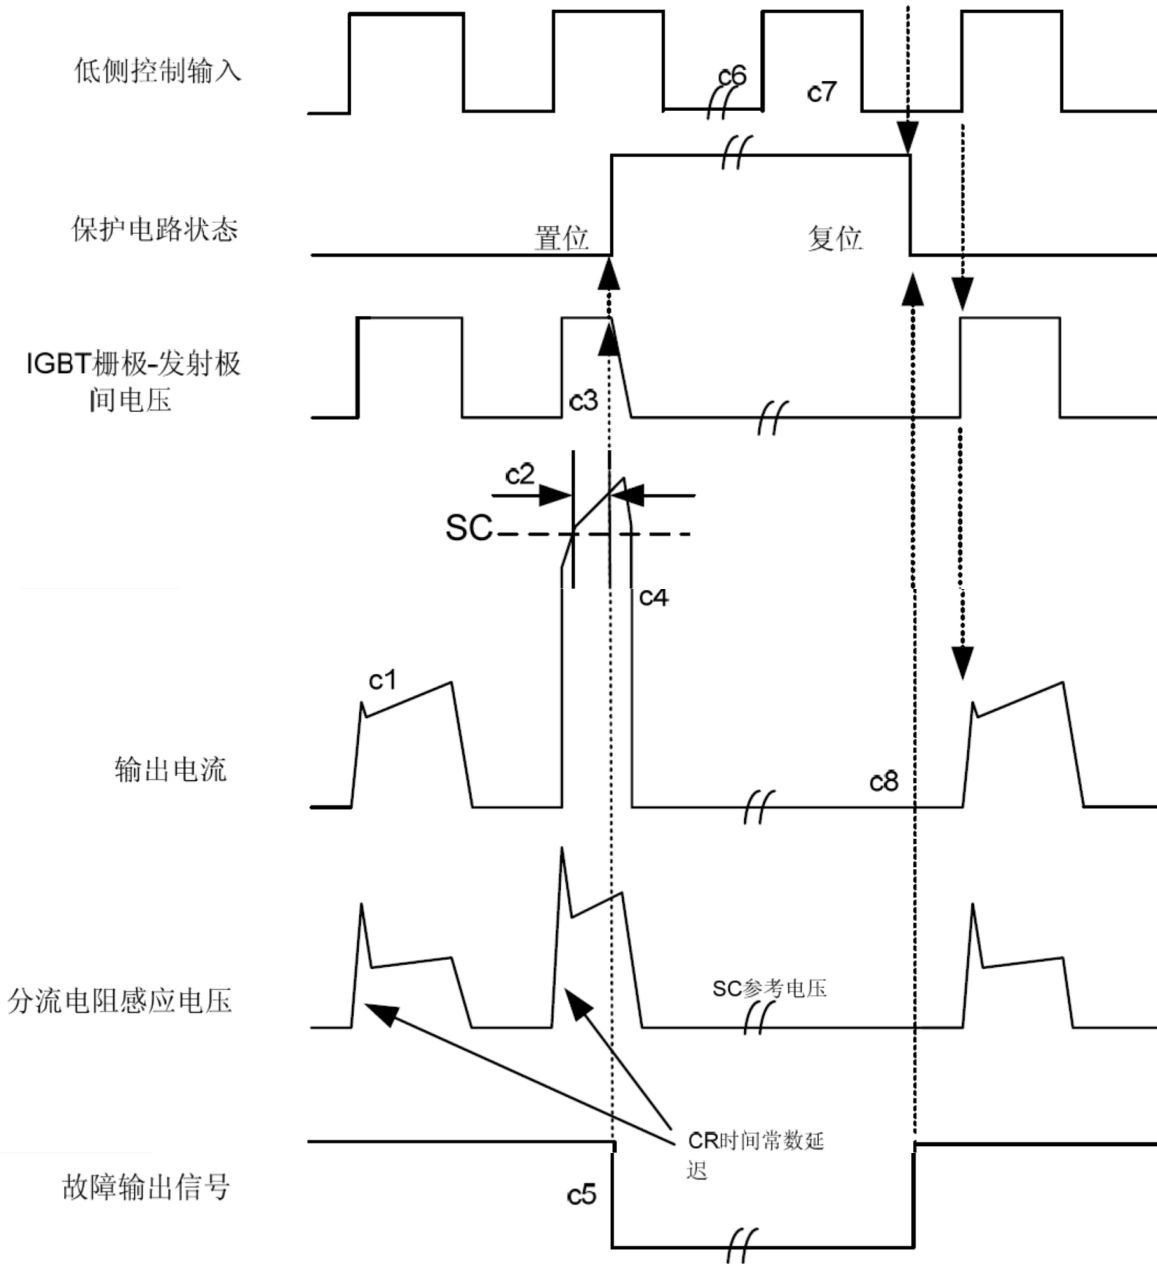 低侧控制输入
c6
c7
保护电路状态
置位
复位
IGBT栅极-发射极
间电压
c3
c2
SC
c4
c1
输出电流
c8
分流电阻感应电压
SC参考电压
CR时间常数延
迟
故障输出信号
c5